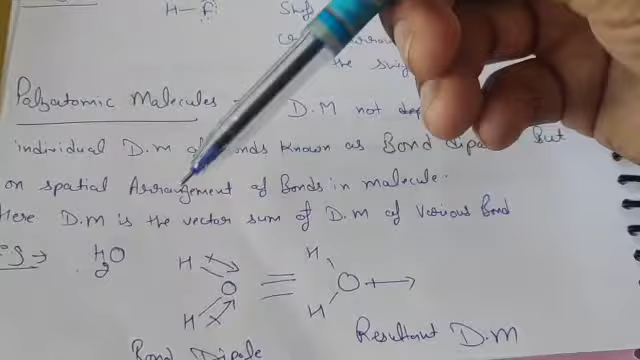 H - F
Polyatomic Molecules - D.M not dep
individual D.M of Bonds Known as Bond dipole But
on spatial Arrangement of Bonds in molecule.
Here D.M is the vector sum of D.M of Various Bond
e.g → H2O
H O H
H O H
Bond Dipole
Resultant D.M